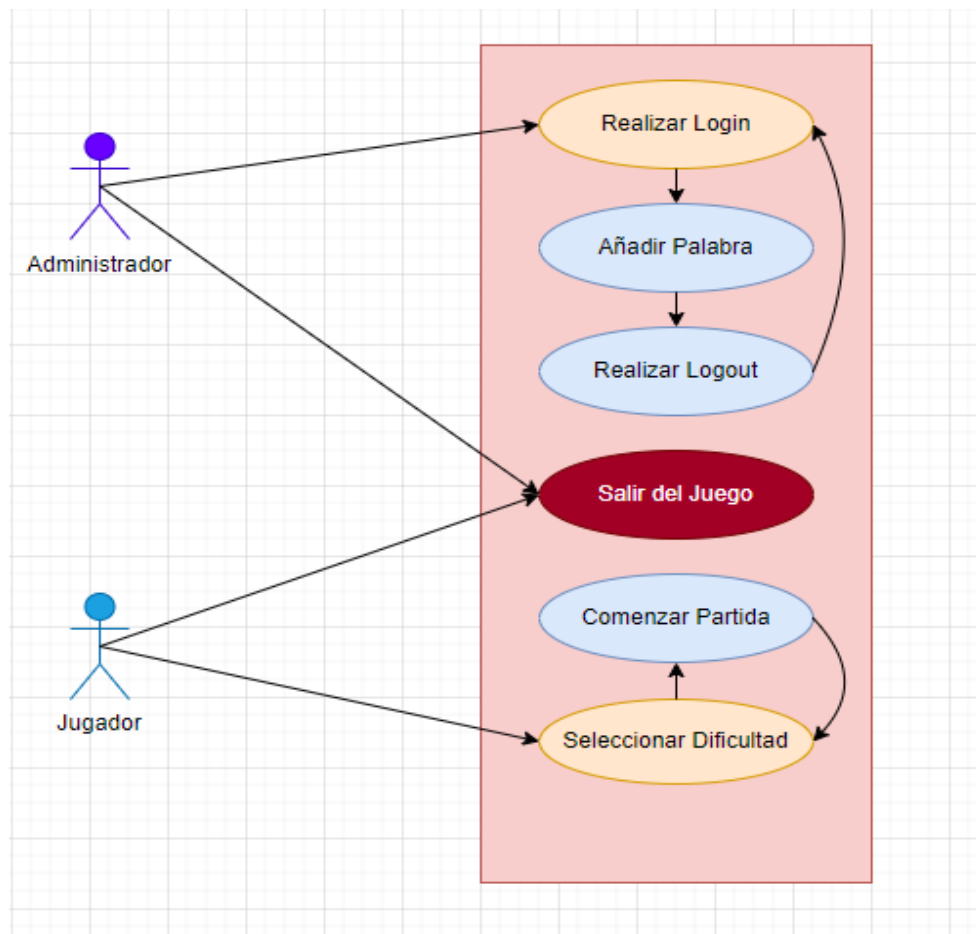 Realizar Login
Añadir Palabra
Administrador
Realizar Logout
Salir del Juego
Comenzar Partida
Jugador
Seleccionar Dificultad